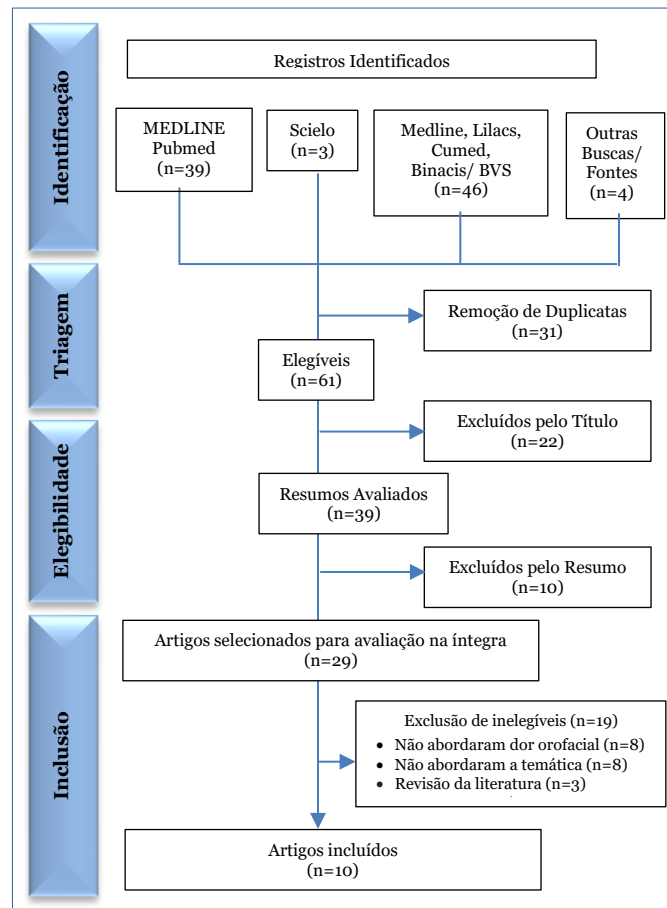 Identificação
Registros Identificados
MEDLINE
Pubmed
(n=39)
Scielo
(n=3)
Medline, Lilacs,
Cumed,
Binacis/ BVS
(n=46)
Outras
Buscas/
Fontes
(n=4)
Triagem
Remoção de Duplicatas
(n=31)
Elegíveis
(n=61)
Excluídos pelo Título
(n=22)
Elegibilidade
Resumos Avaliados
(n=39)
Excluídos pelo Resumo
(n=10)
Inclusão
Artigos selecionados para avaliação na íntegra
(n=29)
Exclusão de inelegíveis (n=19)
• Não abordaram dor orofacial (n=8)
• Não abordaram a temática (n=8)
• Revisão da literatura (n=3)
Artigos incluídos
(n=10)